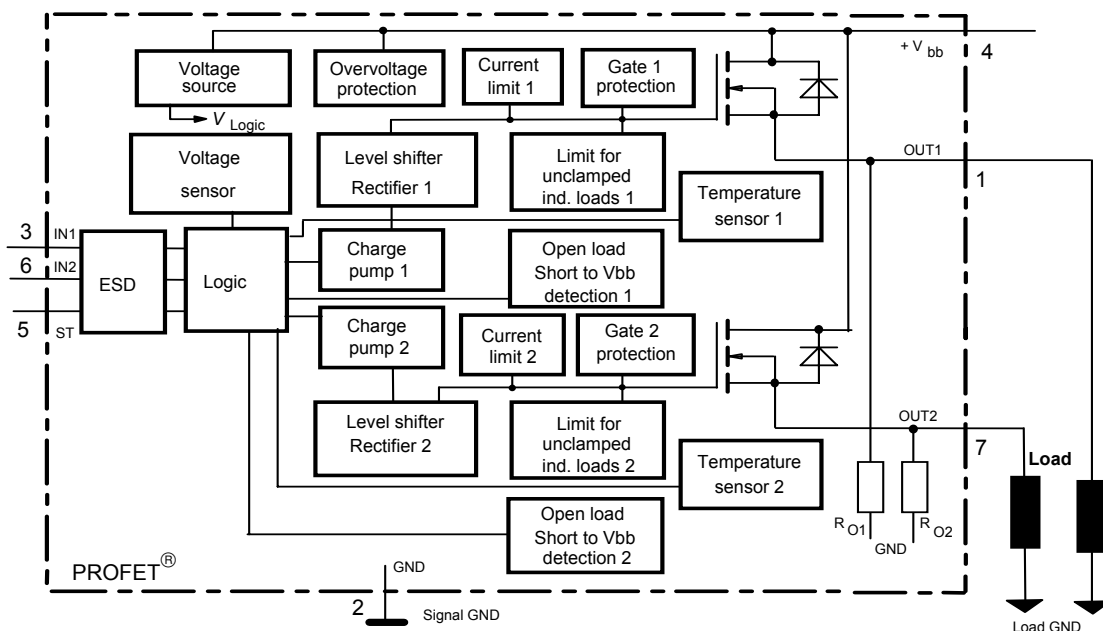 + V bb
4
Voltage
source
Overvoltage
protection
Current
limit 1
Gate 1
protection
V Logic
Voltage
sensor
Level shifter
Rectifier 1
Limit for
unclamped
ind. loads 1
OUT1
1
Temperature
sensor 1
3
IN1
6
IN2
5
ST
ESD
Logic
Charge
pump 1
Open load
Short to Vbb
detection 1
Charge
pump 2
Current
limit 2
Gate 2
protection
Level shifter
Rectifier 2
Limit for
unclamped
ind. loads 2
OUT2
7
Load
Temperature
sensor 2
R O1
GND
R O2
Open load
Short to Vbb
detection 2
PROFET®
GND
2
Signal GND
Load GND